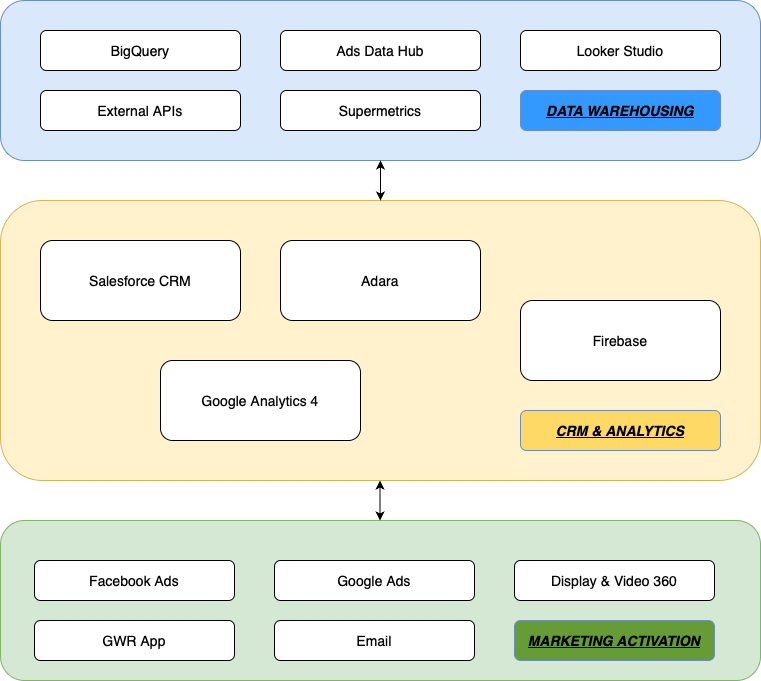 BigQuery
Ads Data Hub
Looker Studio
External APIs
Supermetrics
DATA WAREHOUSING
Salesforce CRM
Adara
Firebase
Google Analytics 4
CRM & ANALYTICS
Facebook Ads
Google Ads
Display & Video 360
GWR App
Email
MARKETING ACTIVATION